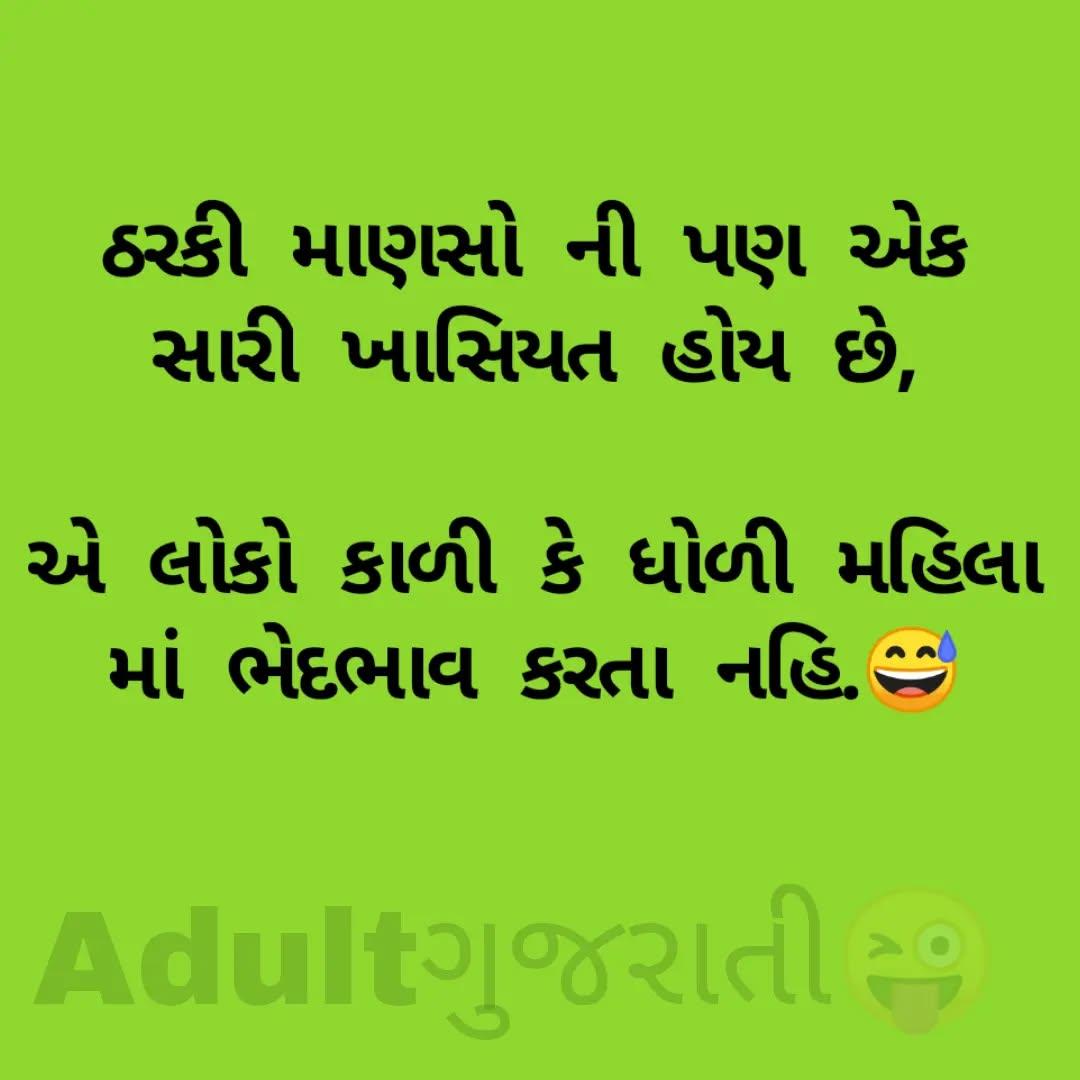 ઠરકી માણસો ની પણ એક
સારી ખાસિયત હોય છે,
એ લોકો કાળી કે ધોળી મહિલા
માં ભેદભાવ કરતા નહિ.😅
Adultગુજરાતી😜